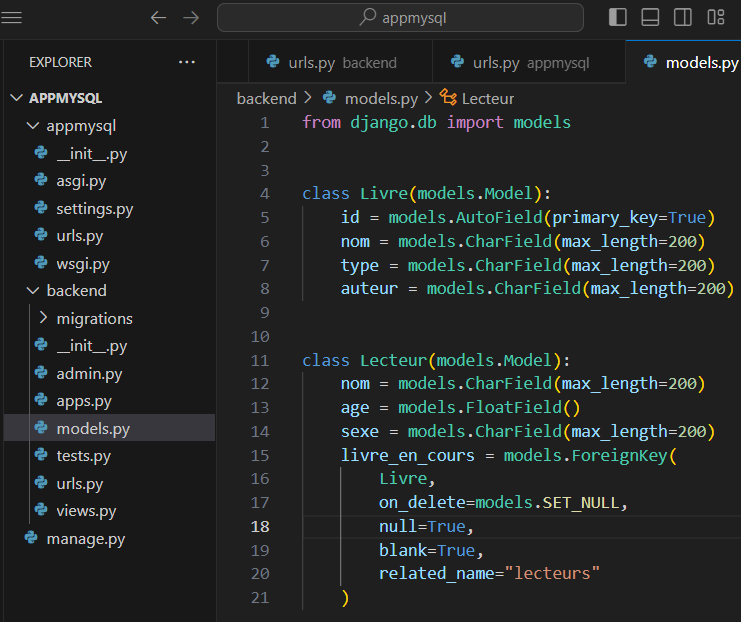 appmysql
EXPLORER
urls.py backend
urls.py appmysql
models.py
APPMYSQL
appmysql
__init__.py
asgi.py
settings.py
urls.py
wsgi.py
backend
migrations
__init__.py
admin.py
apps.py
models.py
tests.py
urls.py
views.py
manage.py
backend > models.py > Lecteur
1 from django.db import models
2
3
4 class Livre(models.Model):
5     id = models.AutoField(primary_key=True)
6     nom = models.CharField(max_length=200)
7     type = models.CharField(max_length=200)
8     auteur = models.CharField(max_length=200)
9
10
11 class Lecteur(models.Model):
12     nom = models.CharField(max_length=200)
13     age = models.FloatField()
14     sexe = models.CharField(max_length=200)
15     livre_en_cours = models.ForeignKey(
16         Livre,
17         on_delete=models.SET_NULL,
18         null=True,
19         blank=True,
20         related_name="lecteurs"
21     )